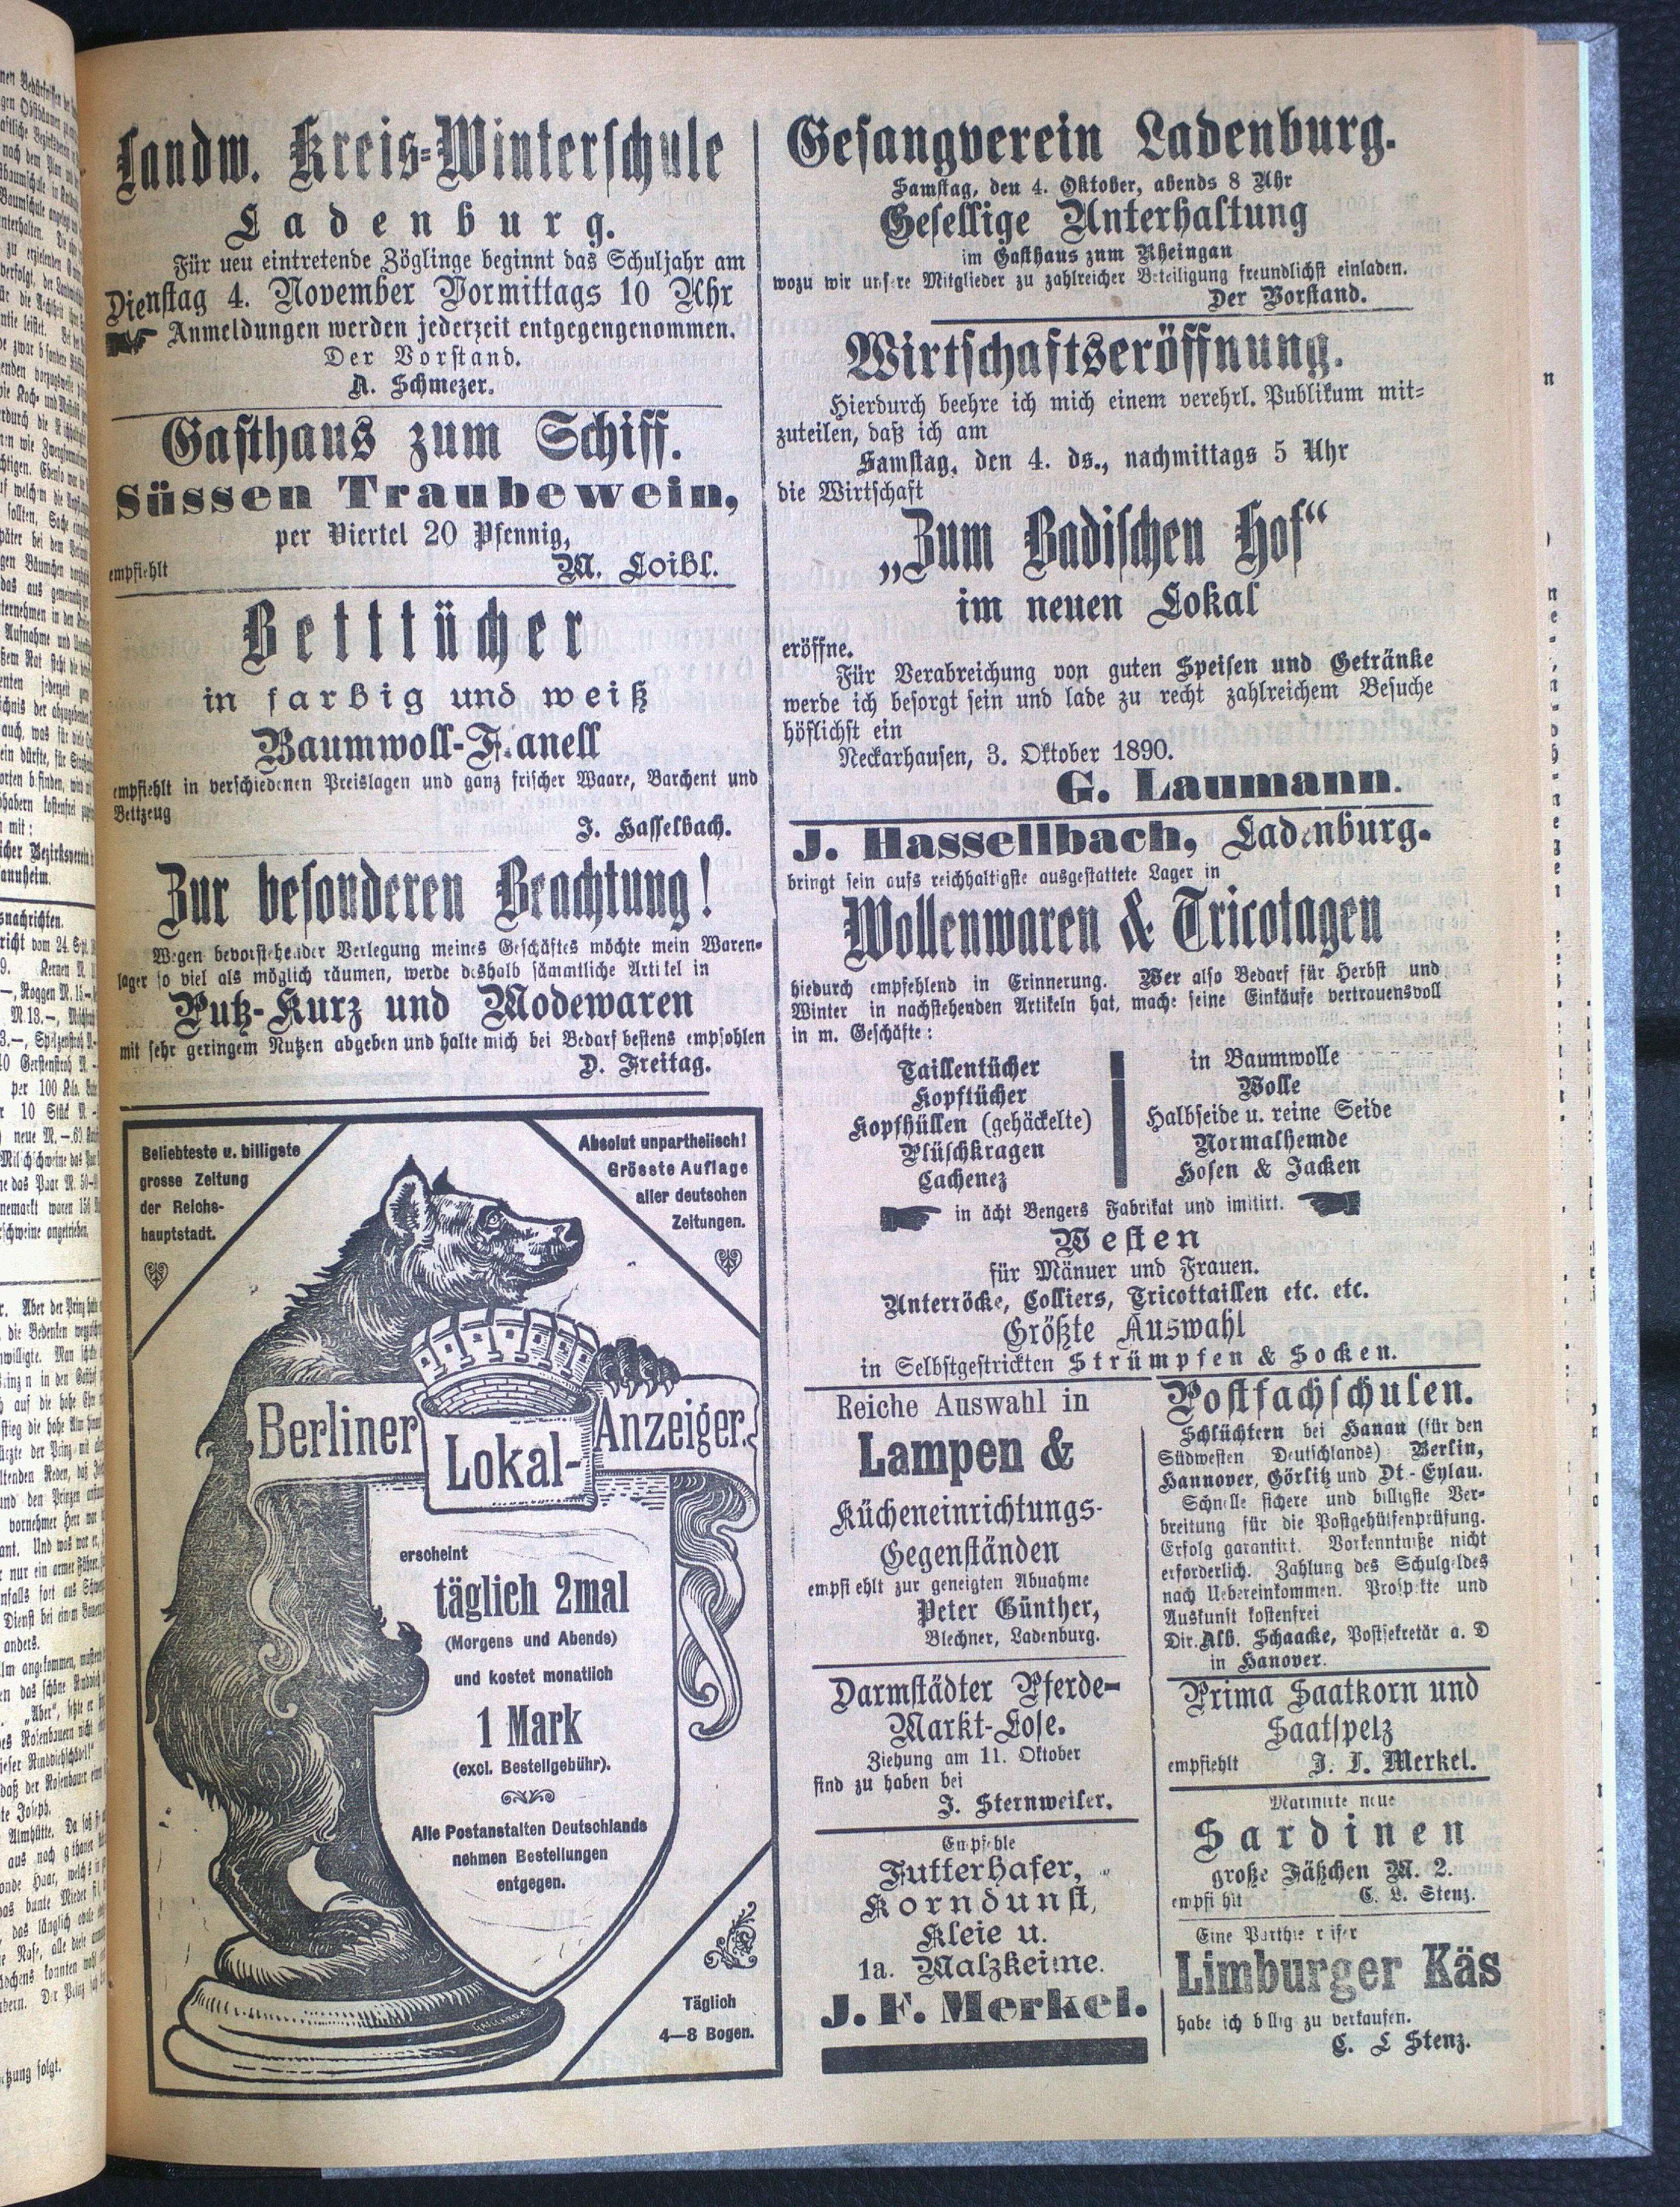 Landw. Kreis-Winterschule
Ladenburg.
Für neu eintretende Zöglinge beginnt das Schuljahr am
Dienstag 4. November Vormittags 10 Uhr
Anmeldungen werden jederzeit entgegengenommen.
Der Vorstand.
A. Schmezer.
Gasthaus zum Schiff.
Süssen Traubewein,
per Viertel 20 Pfennig,
empfiehlt M. Loibl.
Betttücher
in farbig und weiß
Baumwoll-Flanell
empfiehlt in verschiedenen Preislagen und ganz frischer Waare, Barchent und
Bettzeug
J. Hasselbach.
Zur besonderen Beachtung!
Wegen bevorstehender Verlegung meines Geschäftes möchte mein Waren-
lager so viel als möglich räumen, werde deshalb sämmtliche Artikel in
Putz-Kurz und Modewaren
mit sehr geringem Nutzen abgeben und halte mich bei Bedarf bestens empfohlen
D. Freitag.
Beliebteste u. billigste
grosse Zeitung
der Reichs-
hauptstadt.
Absolut unpartheiisch!
Grösste Auflage
aller deutschen
Zeitungen.
Berliner
Lokal-
Anzeiger.
erscheint
täglich 2mal
(Morgens und Abends)
und kostet monatlich
1 Mark
(excl. Bestellgebühr).
Alle Postanstalten Deutschlands
nehmen Bestellungen
entgegen.
Täglich
4—8 Bogen.
Gesangverein Ladenburg.
Samstag, den 4. Oktober, abends 8 Uhr
Gesellige Unterhaltung
im Gasthaus zum Rheingau
wozu wir unsere Mitglieder zu zahlreicher Beteiligung freundlichst einladen.
Der Vorstand.
Wirtschaftseröffnung.
Hierdurch beehre ich mich einem verehrl. Publikum mit-
zuteilen, daß ich am
Samstag, den 4. ds., nachmittags 5 Uhr
die Wirtschaft
„Zum Badischen Hof“
im neuen Lokal
eröffne.
Für Verabreichung von guten Speisen und Getränke
werde ich besorgt sein und lade zu recht zahlreichem Besuche
höflichst ein
Neckarhausen, 3. Oktober 1890.
G. Laumann.
J. Hassellbach, Ladenburg.
bringt sein aufs reichhaltigste ausgestattete Lager in
Wollenwaren & Tricotagen
hiedurch empfehlend in Erinnerung. Wer also Bedarf für Herbst und
Winter in nachstehenden Artikeln hat, mache seine Einkäufe vertrauensvoll
in m. Geschäfte:
Taillentücher
Kopftücher
Kopfhüllen (gehäckelte)
Plüschkragen
Cachenez
in Baumwolle
Wolle
Halbseide u. reine Seide
Normalhemde
Hosen & Jacken
in ächt Bengers Fabrikat und imitirt.
Westen
für Männer und Frauen.
Unterröcke, Colliers, Tricottaillen etc. etc.
Größte Auswahl
in Selbstgestrickten Strümpfen & Socken.
Reiche Auswahl in
Lampen &
Kücheneinrichtungs-
Gegenständen
empfiehlt zur geneigten Abnahme
Peter Günther,
Blechner, Ladenburg.
Darmstädter Pferde-
Markt-Lose.
Ziehung am 11. Oktober
sind zu haben bei
J. Sternweiler.
Empfehle
Futterhafer,
Korndunst,
Kleie u.
1a. Malzkeime.
J. F. Merkel.
Postfachschulen.
Schlüchtern bei Hanau (für den
Südwesten Deutschlands) Berlin,
Hannover, Görlitz und Dt.-Eylau.
Schnelle sichere und billigste Ver-
breitung für die Postgehülfenprüfung.
Erfolg garantirt. Vorkenntniße nicht
erforderlich. Zahlung des Schulgeldes
nach Uebereinkommen. Prospekte und
Auskunft kostenfrei
Dir. Alb. Schaacke, Postsekretär a. D
in Hanover.
Prima Saatkorn und
Saatspelz
empfiehlt J. F. Merkel.
Marinirte neue
Sardinen
große Fäßchen M. 2.
empfiehlt C. L. Stenz.
Eine Parthie reifer
Limburger Käs
habe ich billig zu verkaufen.
C. L Stenz.